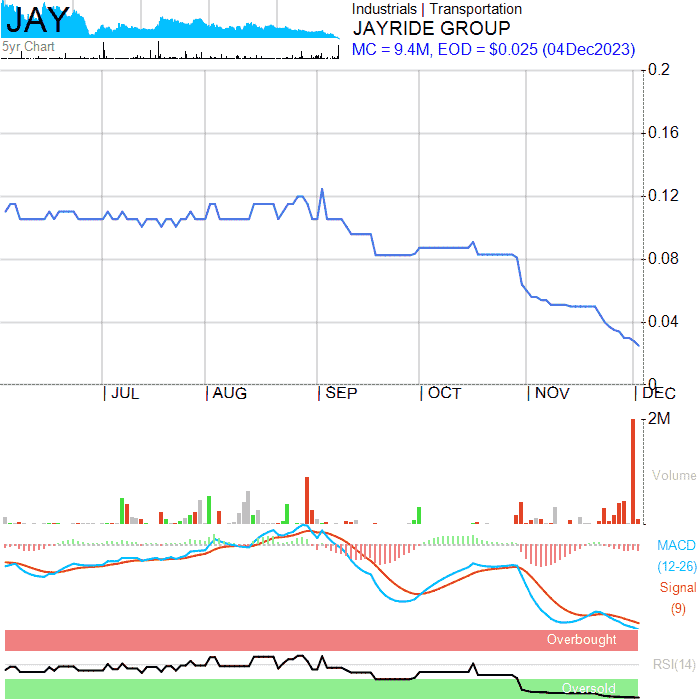 JAY
5yr Chart
Industrials | Transportation
JAYRIDE GROUP
MC = 9.4M, EOD = $0.025 (04Dec2023)
0.2
0.16
0.12
0.08
0.04
0
JUL AUG SEP OCT NOV DEC
2M
Volume
MACD
(12-26)
Signal
(9)
Overbought
RSI(14)
Oversold